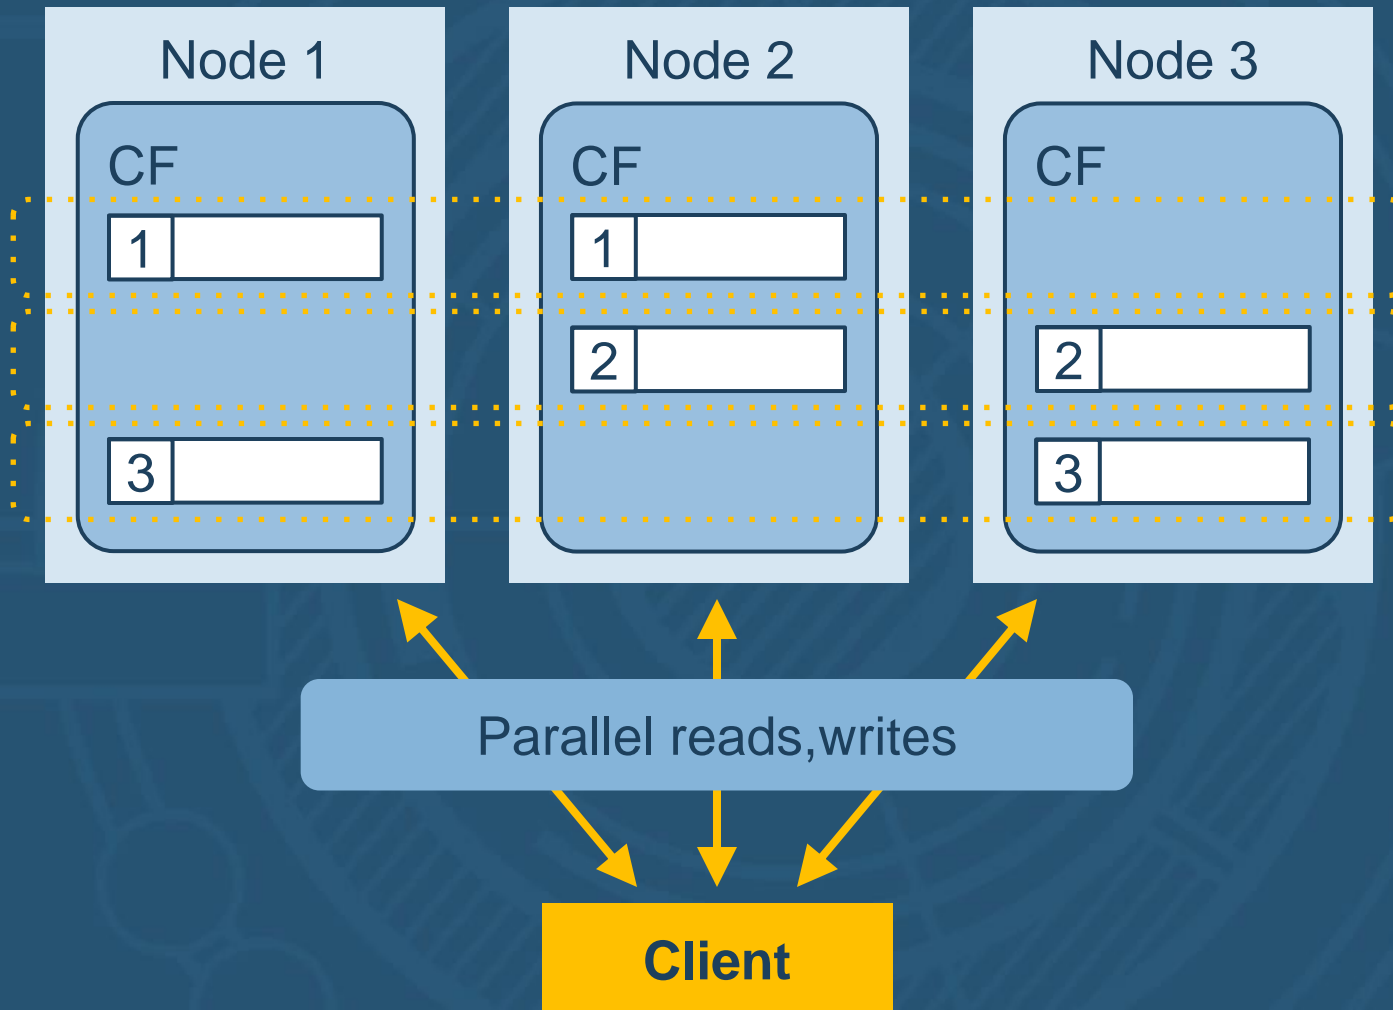 Node 1
Node 2
Node 3
CF
CF
CF
1
1
2
2
3
3
Parallel reads,writes
Client